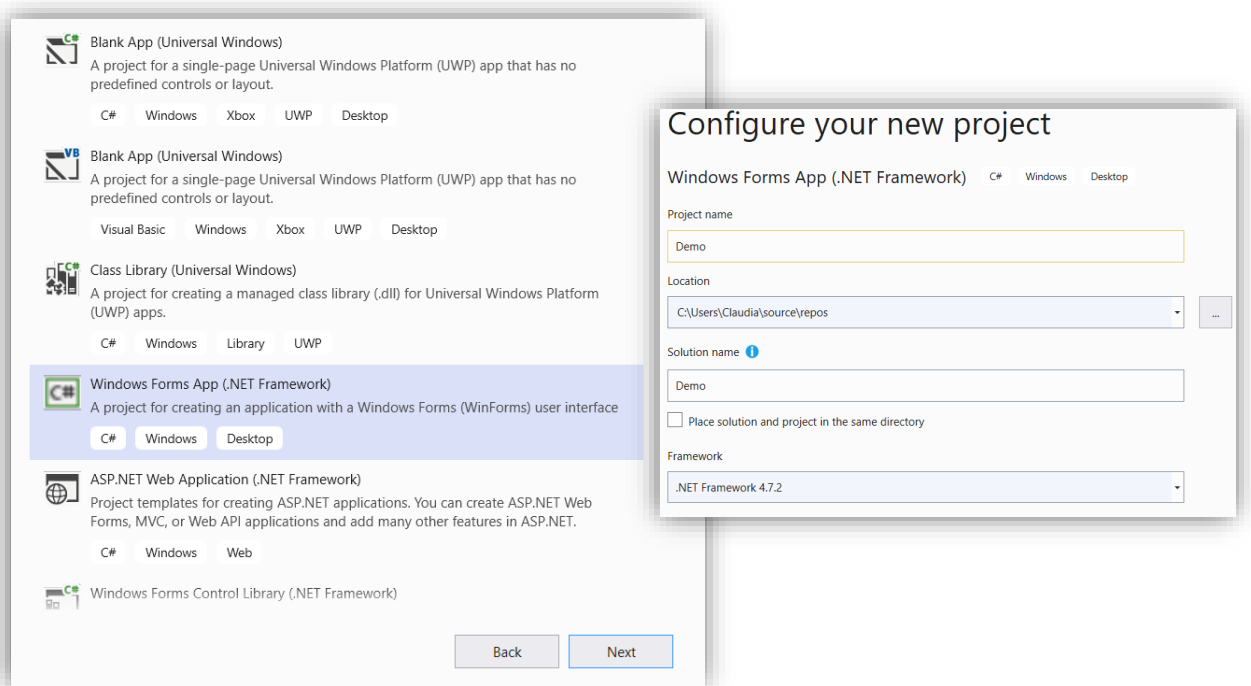 C#
Blank App (Universal Windows)
A project for a single-page Universal Windows Platform (UWP) app that has no
predefined controls or layout.
C# Windows Xbox UWP Desktop
VB
Blank App (Universal Windows)
A project for a single-page Universal Windows Platform (UWP) app that has no
predefined controls or layout.
Visual Basic Windows Xbox UWP Desktop
C#
Class Library (Universal Windows)
A project for creating a managed class library (.dll) for Universal Windows Platform
(UWP) apps.
C# Windows Library UWP
C#
Windows Forms App (.NET Framework)
A project for creating an application with a Windows Forms (WinForms) user interface
C# Windows Desktop
ASP.NET Web Application (.NET Framework)
Project templates for creating ASP.NET applications. You can create ASP.NET Web
Forms, MVC, or Web API applications and add many other features in ASP.NET.
C# Windows Web
C#
Windows Forms Control Library (.NET Framework)
Back Next
Configure your new project
Windows Forms App (.NET Framework) C# Windows Desktop
Project name
Demo
Location
C:\Users\Claudia\source\repos
...
Solution name
Demo
Place solution and project in the same directory
Framework
.NET Framework 4.7.2